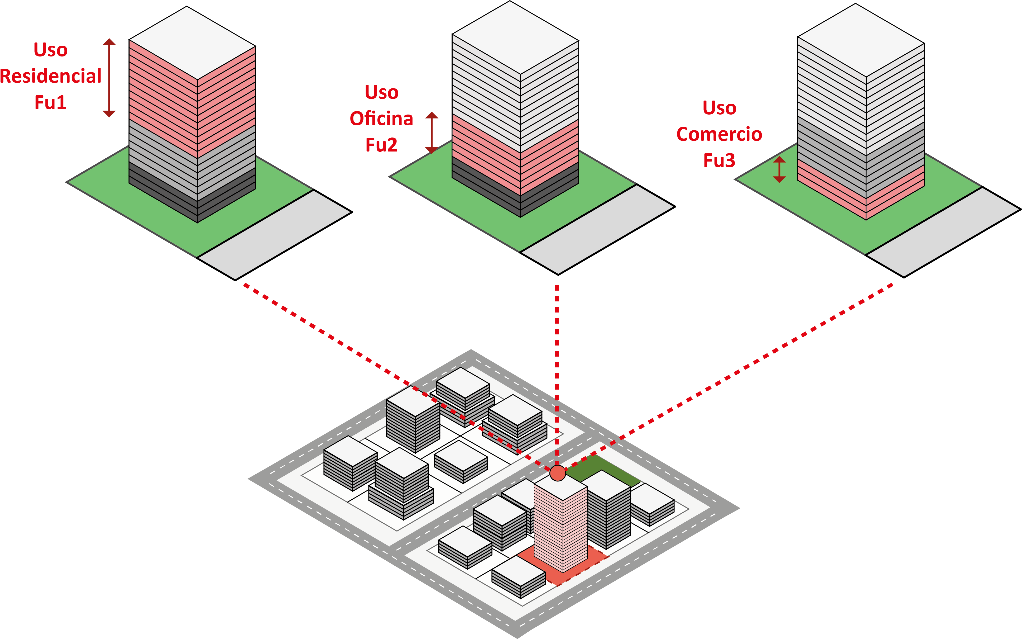 Uso
Residencial
Fu1
Uso
Oficina
Fu2
Uso
Comercio
Fu3